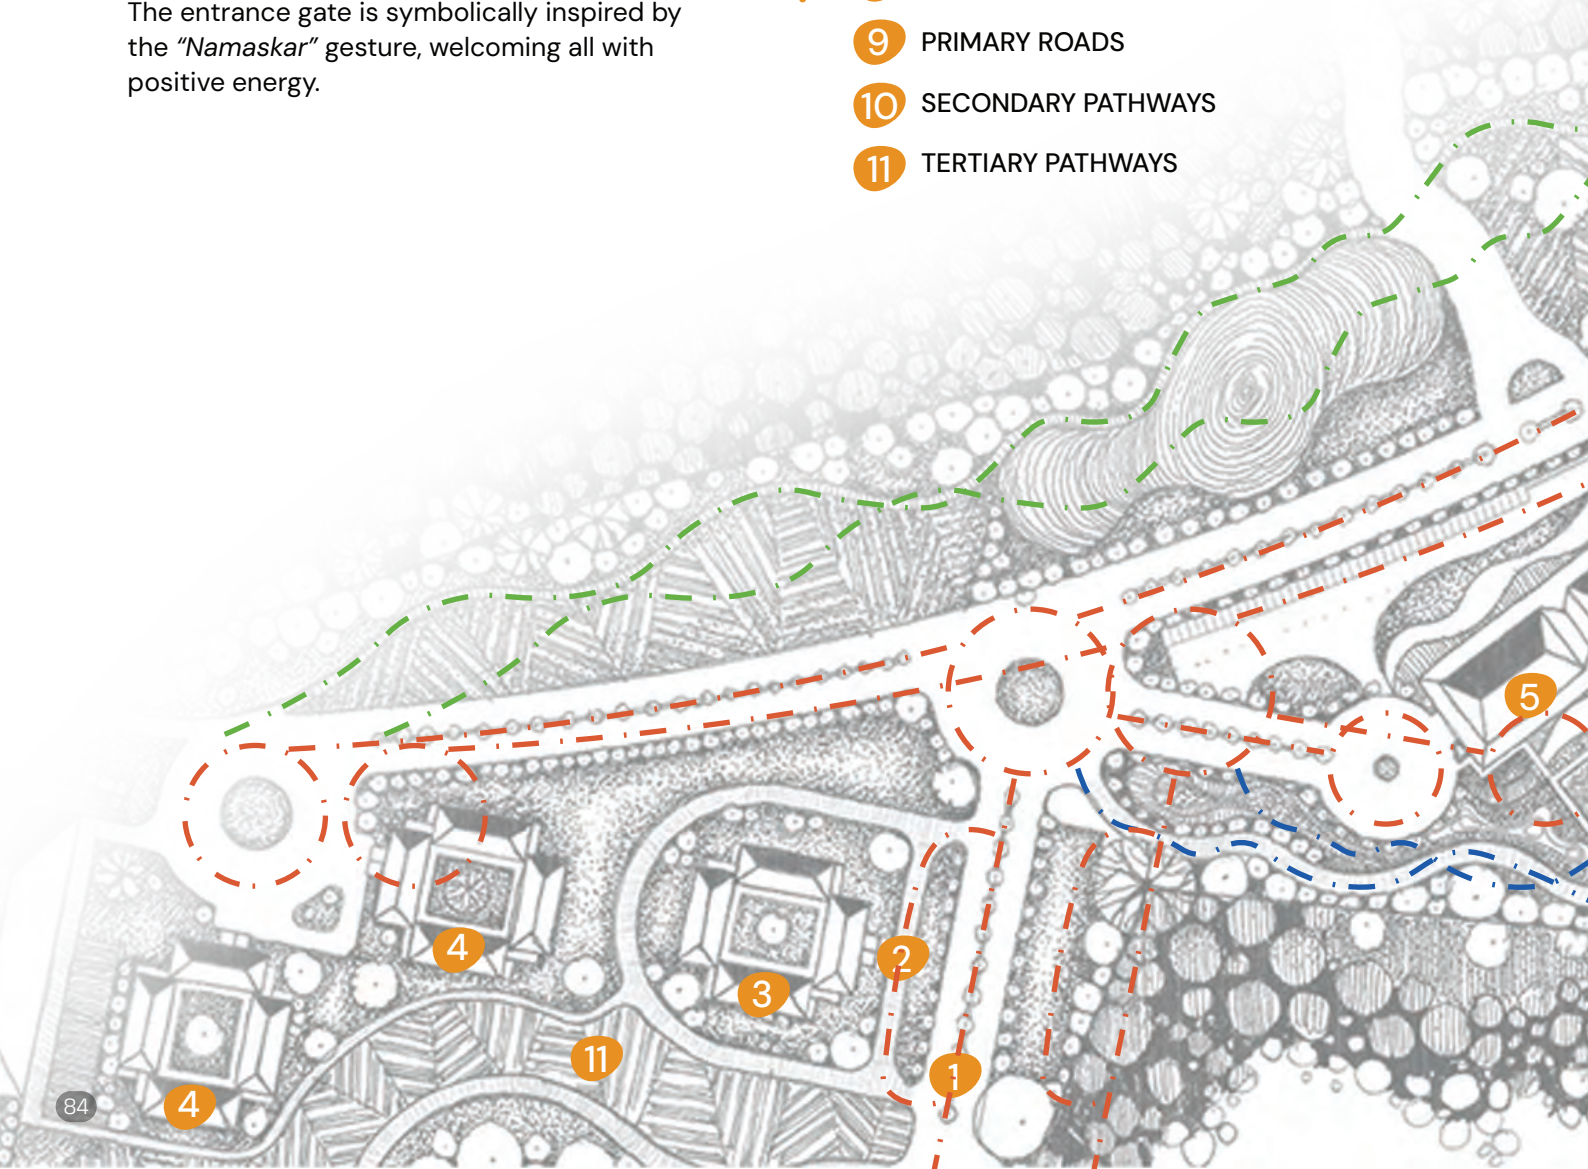 The entrance gate is symbolically inspired by
the “Namaskar” gesture, welcoming all with
positive energy.
9 PRIMARY ROADS
10 SECONDARY PATHWAYS
11 TERTIARY PATHWAYS
5
4
2
3
11
1
4
84